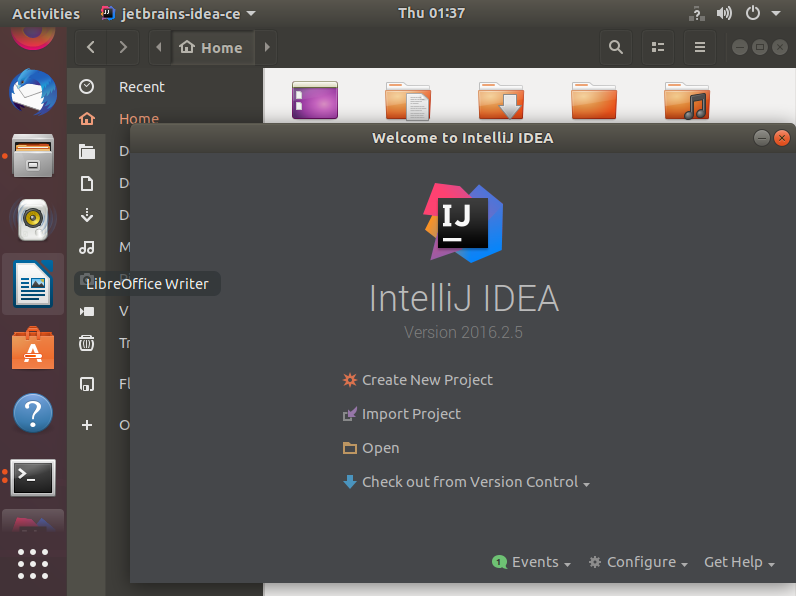 Activities jetbrains-idea-ce Thu 01:37
Home
Recent
Home
D
D
D
M
V
Tr
Fl
O
LibreOffice Writer
Welcome to IntelliJ IDEA
IJ
IntelliJ IDEA
Version 2016.2.5
Create New Project
Import Project
Open
Check out from Version Control
1 Events Configure Get Help